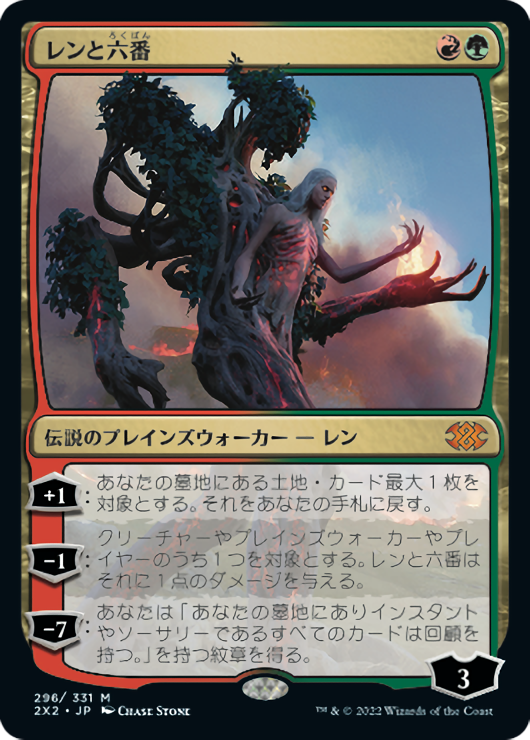 レンと六番
ろくばん
伝説のプレインズウォーカー ― レン
+1:あなたの墓地にある土地・カード最大1枚を
対象とする。それをあなたの手札に戻す。
-1:クリーチャーやプレインズウォーカーやプレ
イヤーのうち1つを対象とする。レンと六番は
それに1点のダメージを与える。
-7:あなたは「あなたの墓地にありインスタント
やソーサリーであるすべてのカードは回顧を
持つ。」を持つ紋章を得る。
3
296/331 M
2X2・JP CHASE STONE
™ & © 2022 Wizards of the Coast